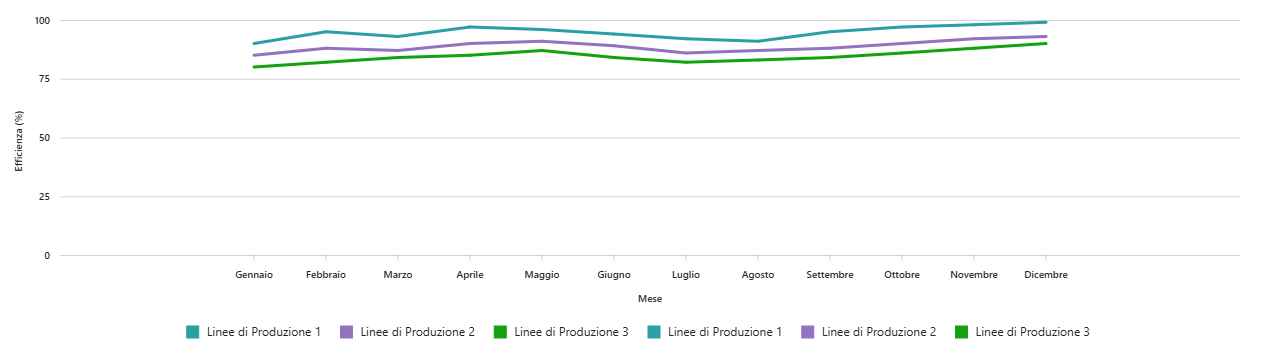 100
75
50
25
0
Efficienza (%)
Gennaio Febbraio Marzo Aprile Maggio Giugno Luglio Agosto Settembre Ottobre Novembre Dicembre
Mese
Linee di Produzione 1 Linee di Produzione 2 Linee di Produzione 3 Linee di Produzione 1 Linee di Produzione 2 Linee di Produzione 3